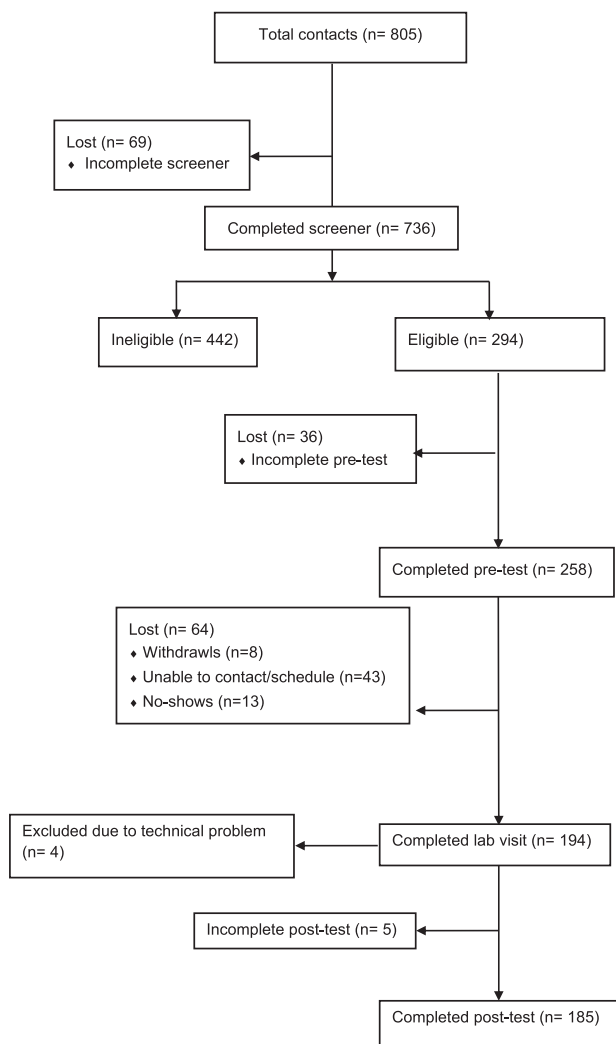 Total contacts (n= 805)
Lost (n= 69)
♦ Incomplete screener
Completed screener (n= 736)
Ineligible (n= 442)
Eligible (n= 294)
Lost (n= 36)
♦ Incomplete pre-test
Completed pre-test (n= 258)
Lost (n= 64)
♦ Withdrawls (n=8)
♦ Unable to contact/schedule (n=43)
♦ No-shows (n=13)
Excluded due to technical problem
(n= 4)
Completed lab visit (n= 194)
Incomplete post-test (n= 5)
Completed post-test (n= 185)